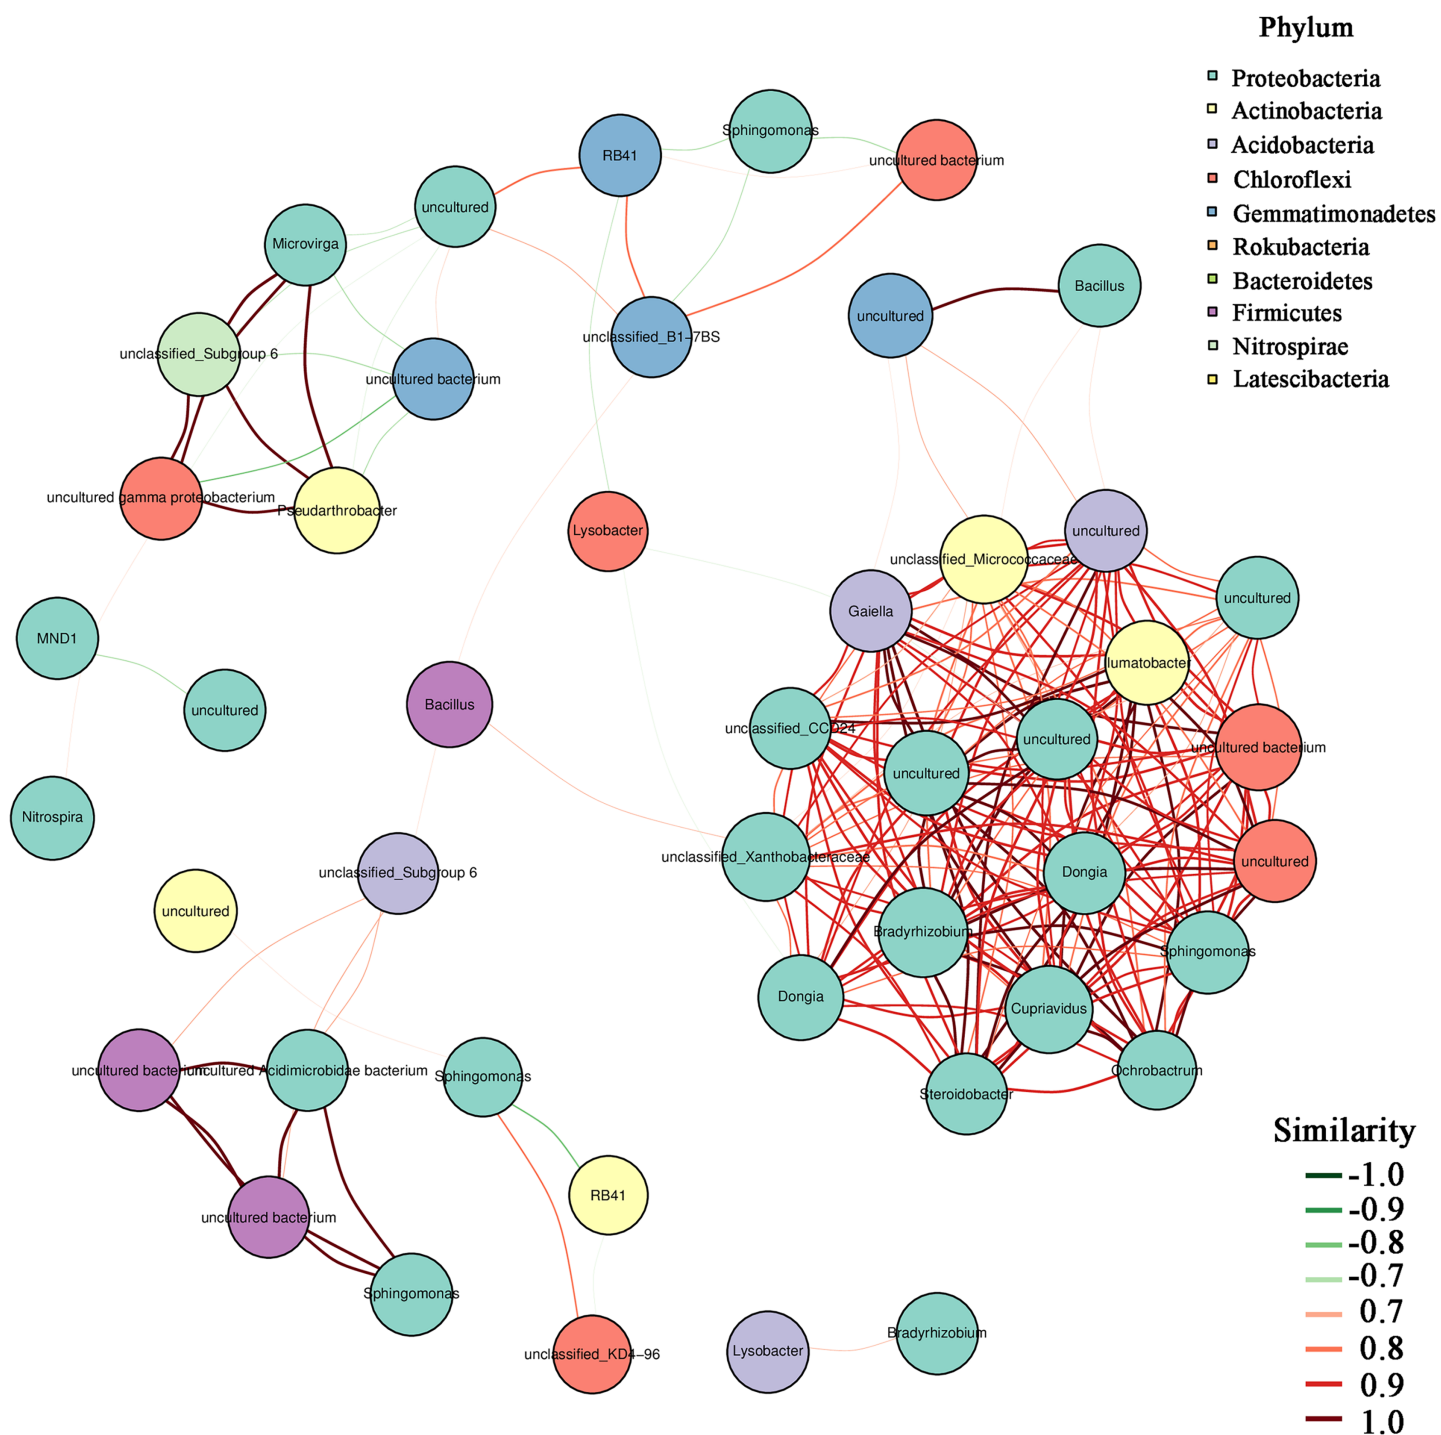 Phylum
Proteobacteria
Actinobacteria
Acidobacteria
Chloroflexi
Gemmatimonadetes
Rokubacteria
Bacteroidetes
Firmicutes
Nitrospirae
Latescibacteria
Sphingomonas
RB41
uncultured bacterium
uncultured
Microvirga
Bacillus
uncultured
unclassified_B1-7BS
unclassified_Subgroup 6
uncultured bacterium
uncultured gamma proteobacterium
Pseudarthrobacter
Lysobacter
uncultured
unclassified_Micrococcaceae
uncultured
Gaiella
MND1
Ilumatobacter
Bacillus
uncultured
unclassified_CCD24
uncultured
uncultured bacterium
uncultured
Nitrospira
unclassified_Xanthobacteraceae
uncultured
Dongia
unclassified_Subgroup 6
uncultured
Bradyrhizobium
Sphingomonas
Dongia
Cupriavidus
uncultured bacterium
uncultured Acidimicrobidae bacterium
Sphingomonas
Ochrobactrum
Steroidobacter
Similarity
-1.0
-0.9
-0.8
-0.7
0.7
0.8
0.9
1.0
RB41
uncultured bacterium
Sphingomonas
unclassified_KD4-96
Lysobacter
Bradyrhizobium